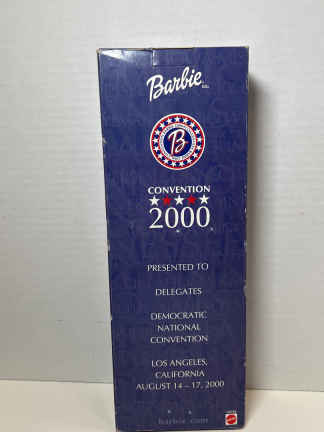 Barbie
B
CONVENTION
2000
PRESENTED TO
DELEGATES
DEMOCRATIC
NATIONAL
CONVENTION
LOS ANGELES,
CALIFORNIA
AUGUST 14 – 17, 2000
barbie.com